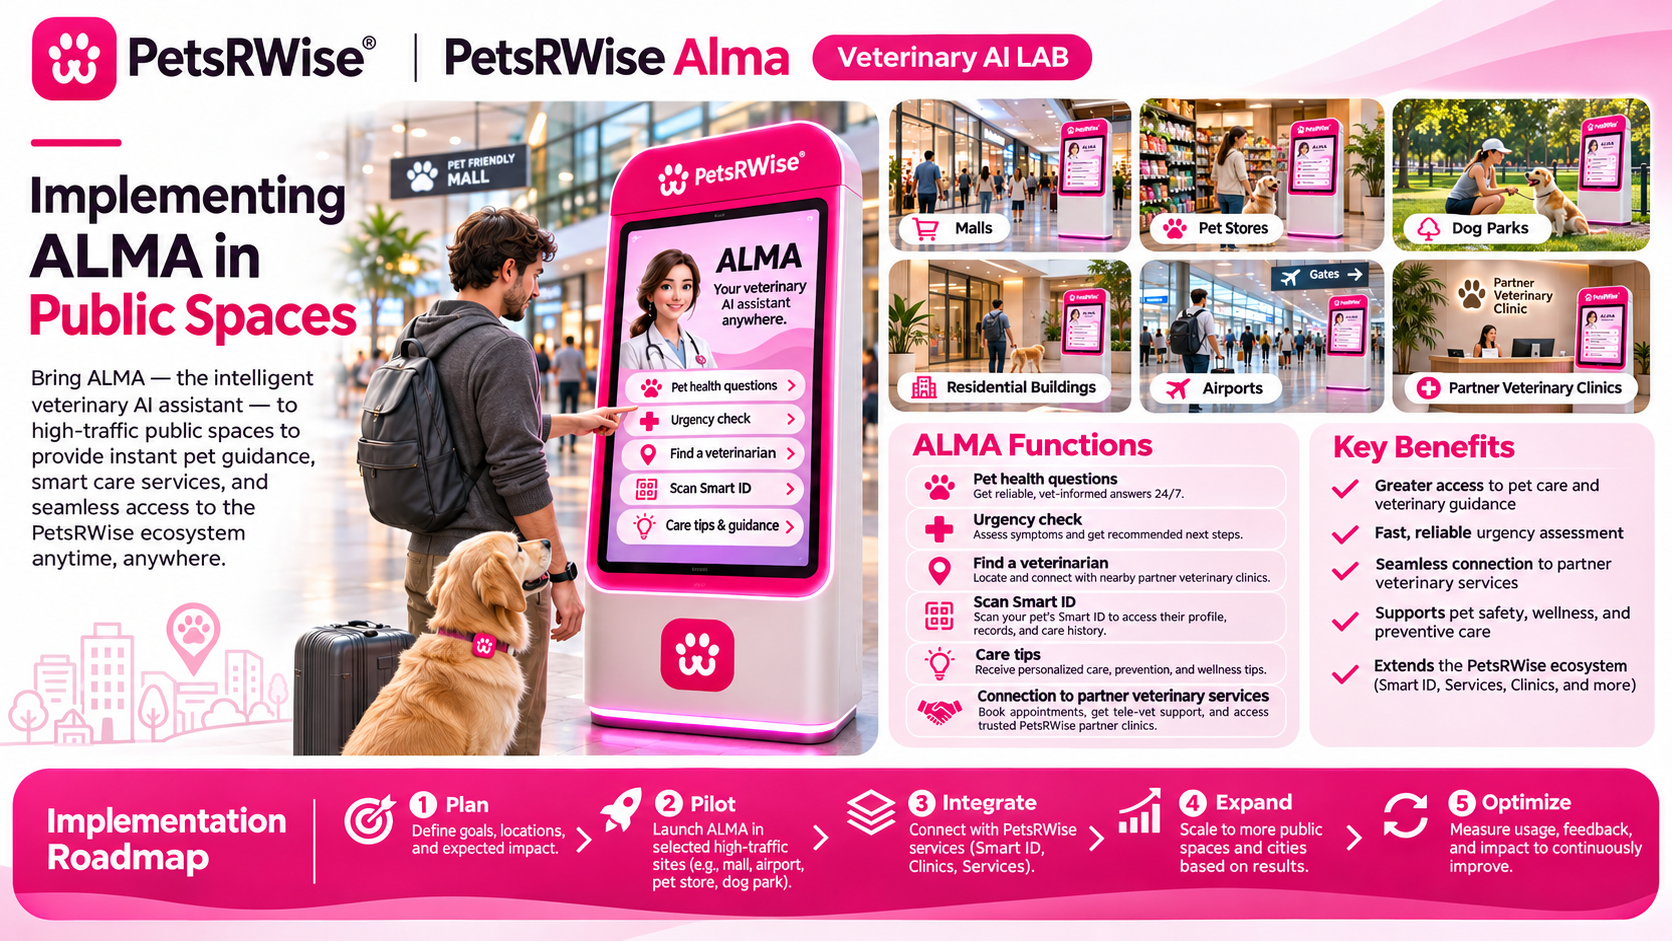 PetsRWise®
PetsRWise Alma
Veterinary AI LAB
Implementing
ALMA in
Public Spaces
Bring ALMA — the intelligent
veterinary AI assistant — to
high-traffic public spaces to
provide instant pet guidance,
smart care services, and
seamless access to the
PetsRWise ecosystem
anytime, anywhere.
PET FRIENDLY
MALL
PetsRWise®
ALMA
Your veterinary
AI assistant
anywhere.
Pet health questions
Urgency check
Find a veterinarian
Scan Smart ID
Care tips & guidance
PetsRWise
ALMA
Malls
PetsRWise
ALMA
Pet Stores
PetsRWise
ALMA
Dog Parks
PetsRWise
Residential Buildings
Gates →
PetsRWise
Airports
Partner
Veterinary
Clinic
PetsRWise
ALMA
Partner Veterinary Clinics
ALMA Functions
Pet health questions
Get reliable, vet-informed answers 24/7.
Urgency check
Assess symptoms and get recommended next steps.
Find a veterinarian
Locate and connect with nearby partner veterinary clinics.
Scan Smart ID
Scan your pet's Smart ID to access their profile,
records, and care history.
Care tips
Receive personalized care, prevention, and wellness tips.
Connection to partner veterinary services
Book appointments, get tele-vet support, and access
trusted PetsRWise partner clinics.
Key Benefits
Greater access to pet care and
veterinary guidance
Fast, reliable urgency assessment
Seamless connection to partner
veterinary services
Supports pet safety, wellness, and
preventive care
Extends the PetsRWise ecosystem
(Smart ID, Services, Clinics, and more)
Implementation
Roadmap
1 Plan
Define goals, locations,
and expected impact.
2 Pilot
Launch ALMA in
selected high-traffic
sites (e.g., mall, airport,
pet store, dog park).
3 Integrate
Connect with PetsRWise
services (Smart ID,
Clinics, Services).
4 Expand
Scale to more public
spaces and cities
based on results.
5 Optimize
Measure usage, feedback,
and impact to continuously
improve.